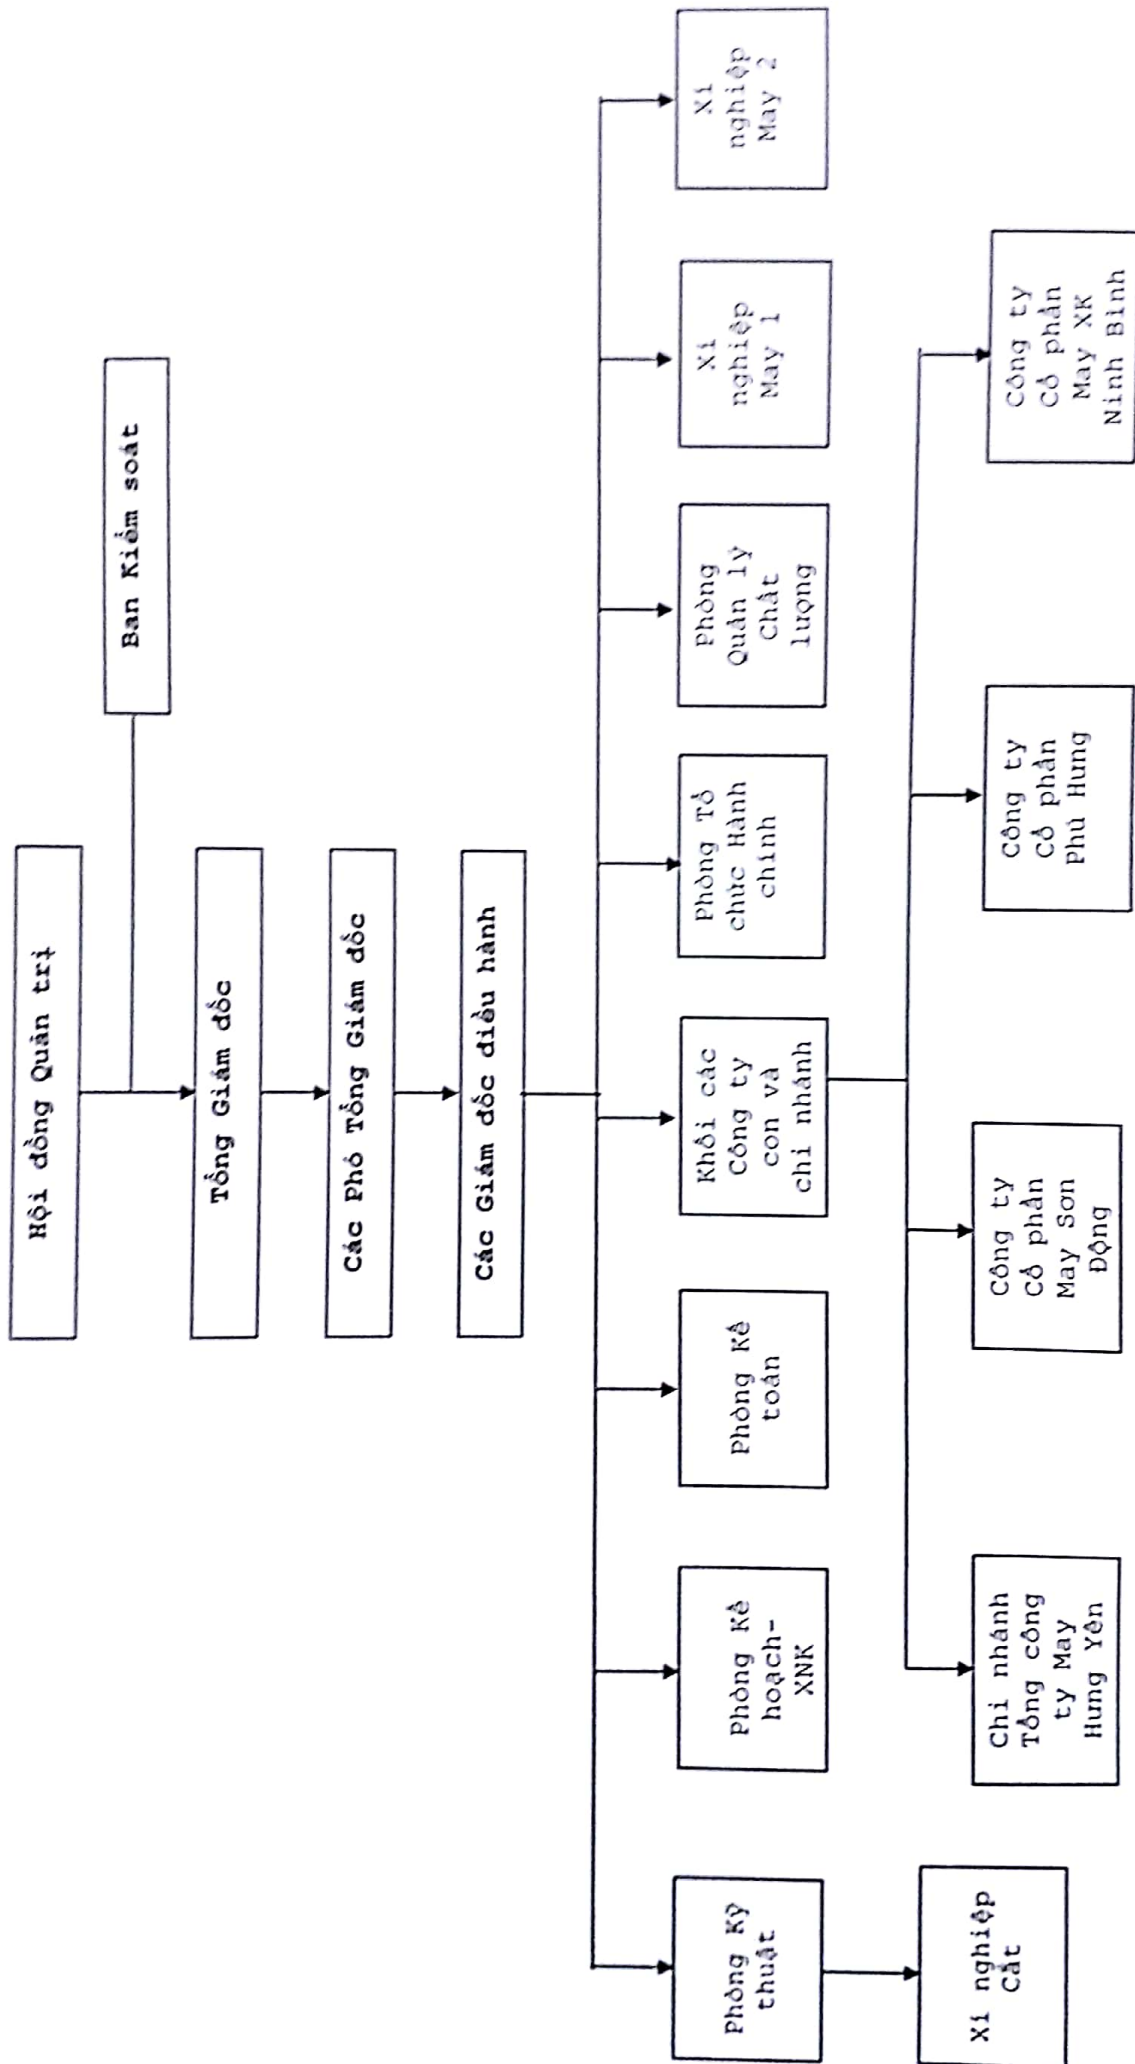 Hội đồng Quản trị
Ban Kiểm soát
Tổng Giám đốc
Các Phó Tổng Giám đốc
Các Giám đốc điều hành
Phòng Kỹ
thuật
Phòng Kế
hoạch-
XNK
Phòng Kế
toán
Khối các
Công ty
con và
chi nhánh
Phòng Tổ
chức Hành
chính
Phòng
Quản lý
Chất
lượng
Xí
nghiệp
May 1
Xí
nghiệp
May 2
Xí nghiệp
Cắt
Chi nhánh
Tổng công
ty May
Hưng Yên
Công ty
Cổ phần
May Sơn
Động
Công ty
Cổ phần
Phú Hưng
Công ty
Cổ phần
May XK
Ninh Bình